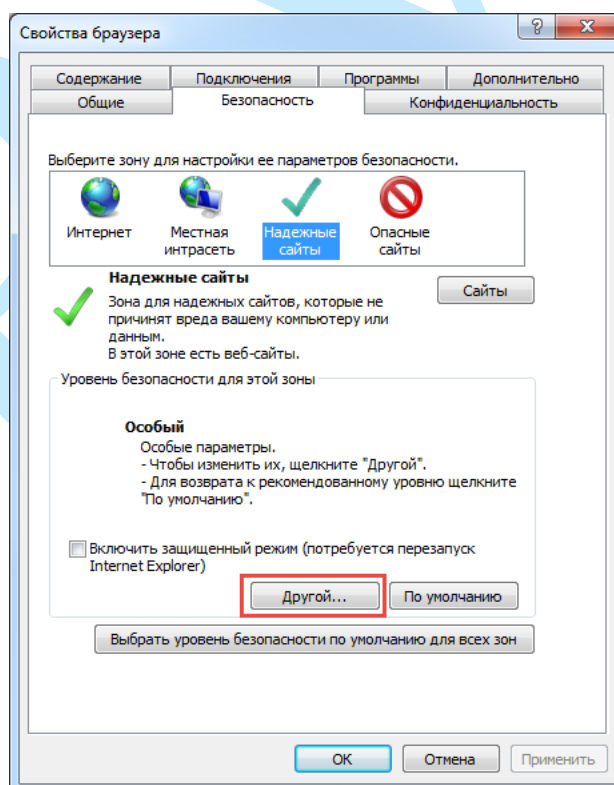 Свойства браузера
Содержание Подключения Программы Дополнительно
Общие Безопасность Конфиденциальность
Выберите зону для настройки ее параметров безопасности.
Интернет Местная интрасеть Надежные сайты Опасные сайты
Надежные сайты
Сайты
Зона для надежных сайтов, которые не
причинят вреда вашему компьютеру или
данным.
В этой зоне есть веб-сайты.
Уровень безопасности для этой зоны
Особый
Особые параметры.
- Чтобы изменить их, щелкните "Другой".
- Для возврата к рекомендованному уровню щелкните
"По умолчанию".
Включить защищенный режим (потребуется перезапуск
Internet Explorer)
Другой... По умолчанию
Выбрать уровень безопасности по умолчанию для всех зон
ОК Отмена Применить